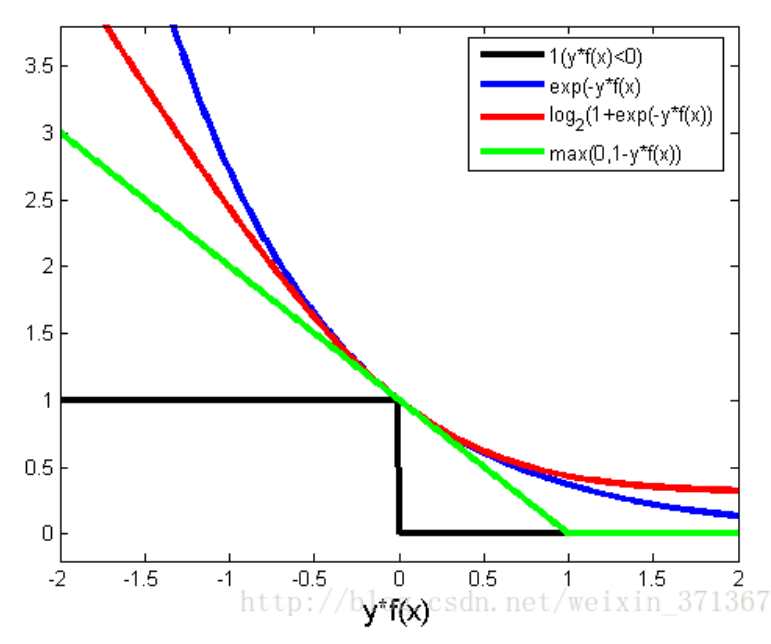 3.5
3
2.5
2
1.5
1
0.5
0
1(y*f(x)<0)
exp(-y*f(x)
log₂(1+exp(-y*f(x))
max(0,1-y*f(x))
-2 -1.5 -1 -0.5 0 0.5 1 1.5 2
y*f(x)